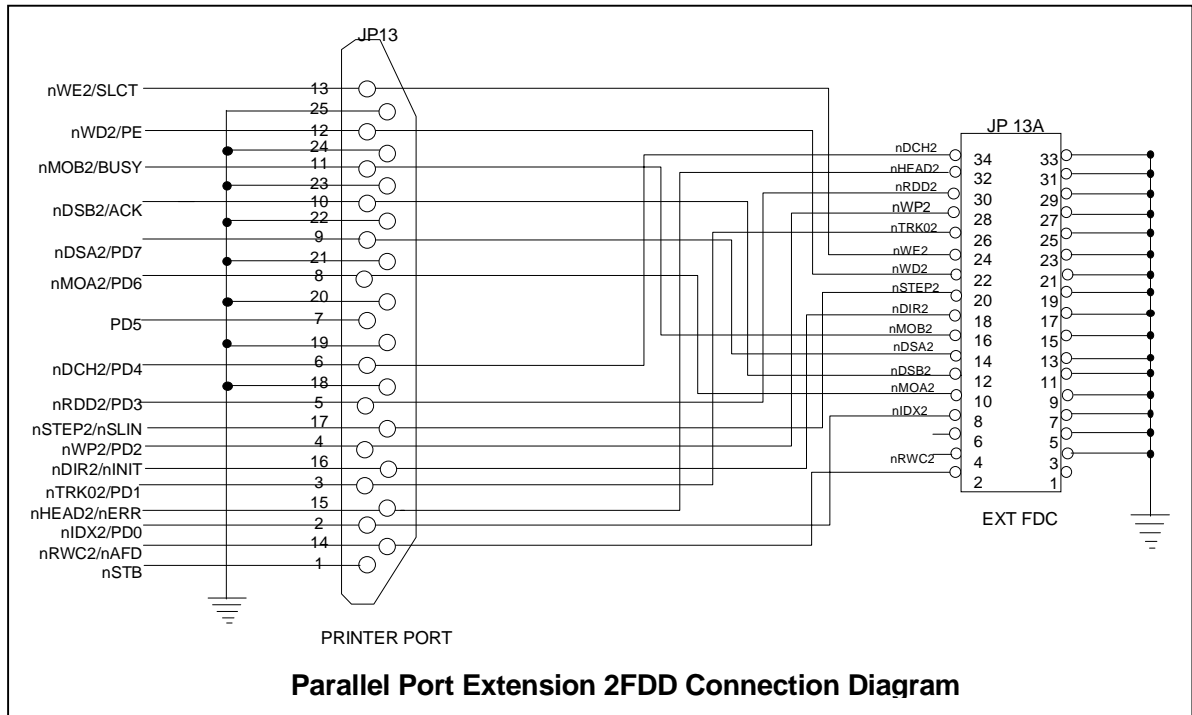 JP13
nWE2/SLCT 13
25
nWD2/PE 12
24
nMOB2/BUSY 11
23
nDSB2/ACK 10
22
nDSA2/PD7 9
21
nMOA2/PD6 8
20
PD5 7
19
nDCH2/PD4 6
18
nRDD2/PD3 5
nSTEP2/nSLIN 17
nWP2/PD2 4
nDIR2/nINIT 16
nTRK02/PD1 3
nHEAD2/nERR 15
nIDX2/PD0 2
nRWC2/nAFD 14
nSTB 1
PRINTER PORT
JP 13A
nDCH2 34 33
nHEAD2 32 31
nRDD2 30 29
nWP2 28 27
nTRK02 26 25
nWE2 24 23
nWD2 22 21
nSTEP2 20 19
nDIR2 18 17
nMOB2 16 15
nDSA2 14 13
nDSB2 12 11
nMOA2 10 9
nIDX2 8 7
6 5
4 3
nRWC2 2 1
EXT FDC
Parallel Port Extension 2FDD Connection Diagram